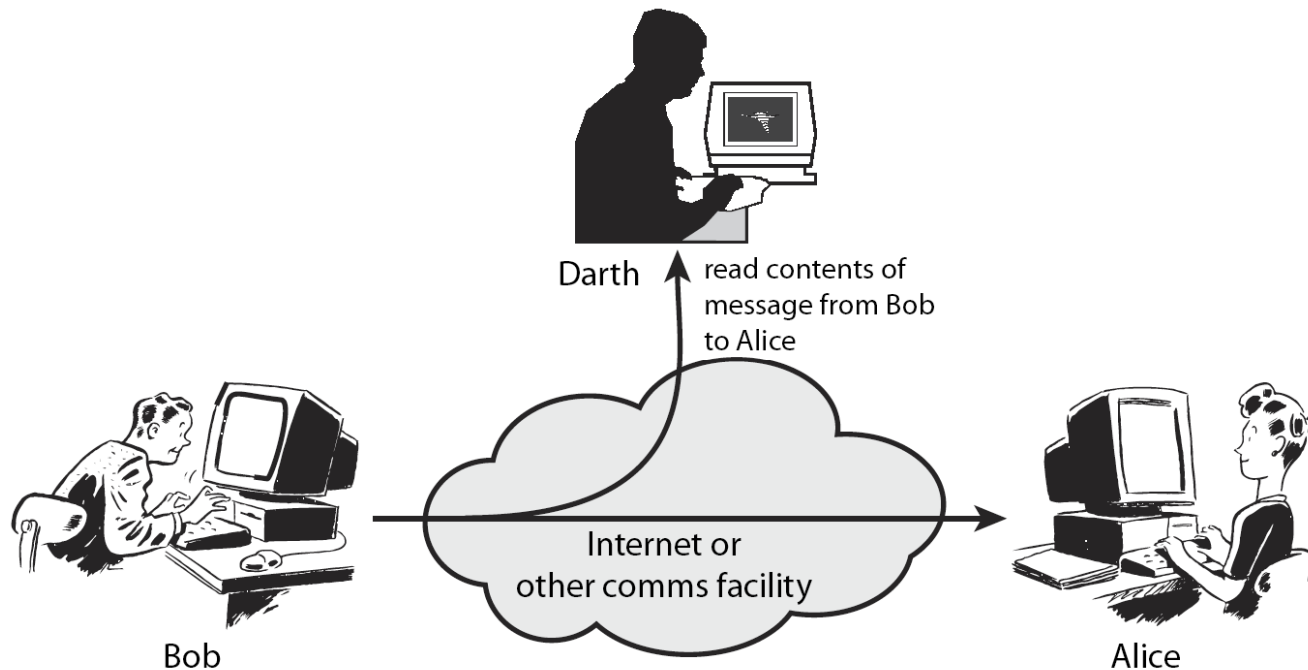 Darth
read contents of
message from Bob
to Alice
Internet or
other comms facility
Bob
Alice